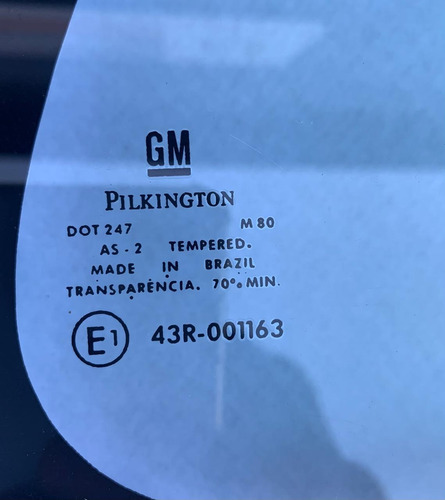 GM
PILKINGTON
DOT 247 M 80
AS - 2 TEMPERED.
MADE IN BRAZIL
TRANSPARÊNCIA. 70% MIN.
E1 43R-001163